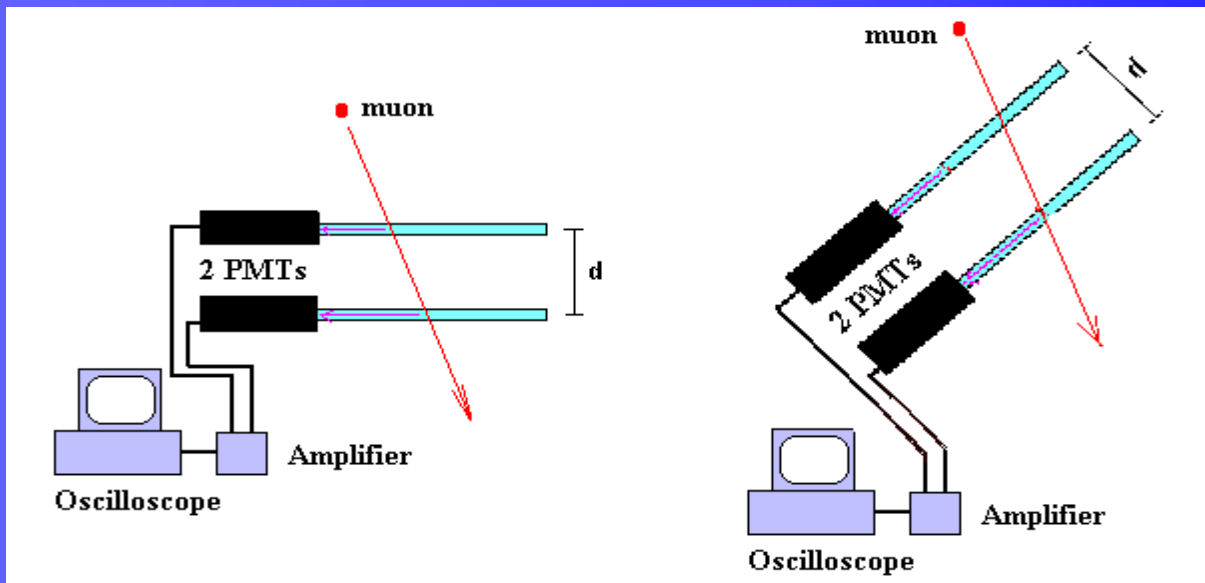 muon
2 PMTs
d
Amplifier
Oscilloscope
muon
d
2 PMTs
Amplifier
Oscilloscope